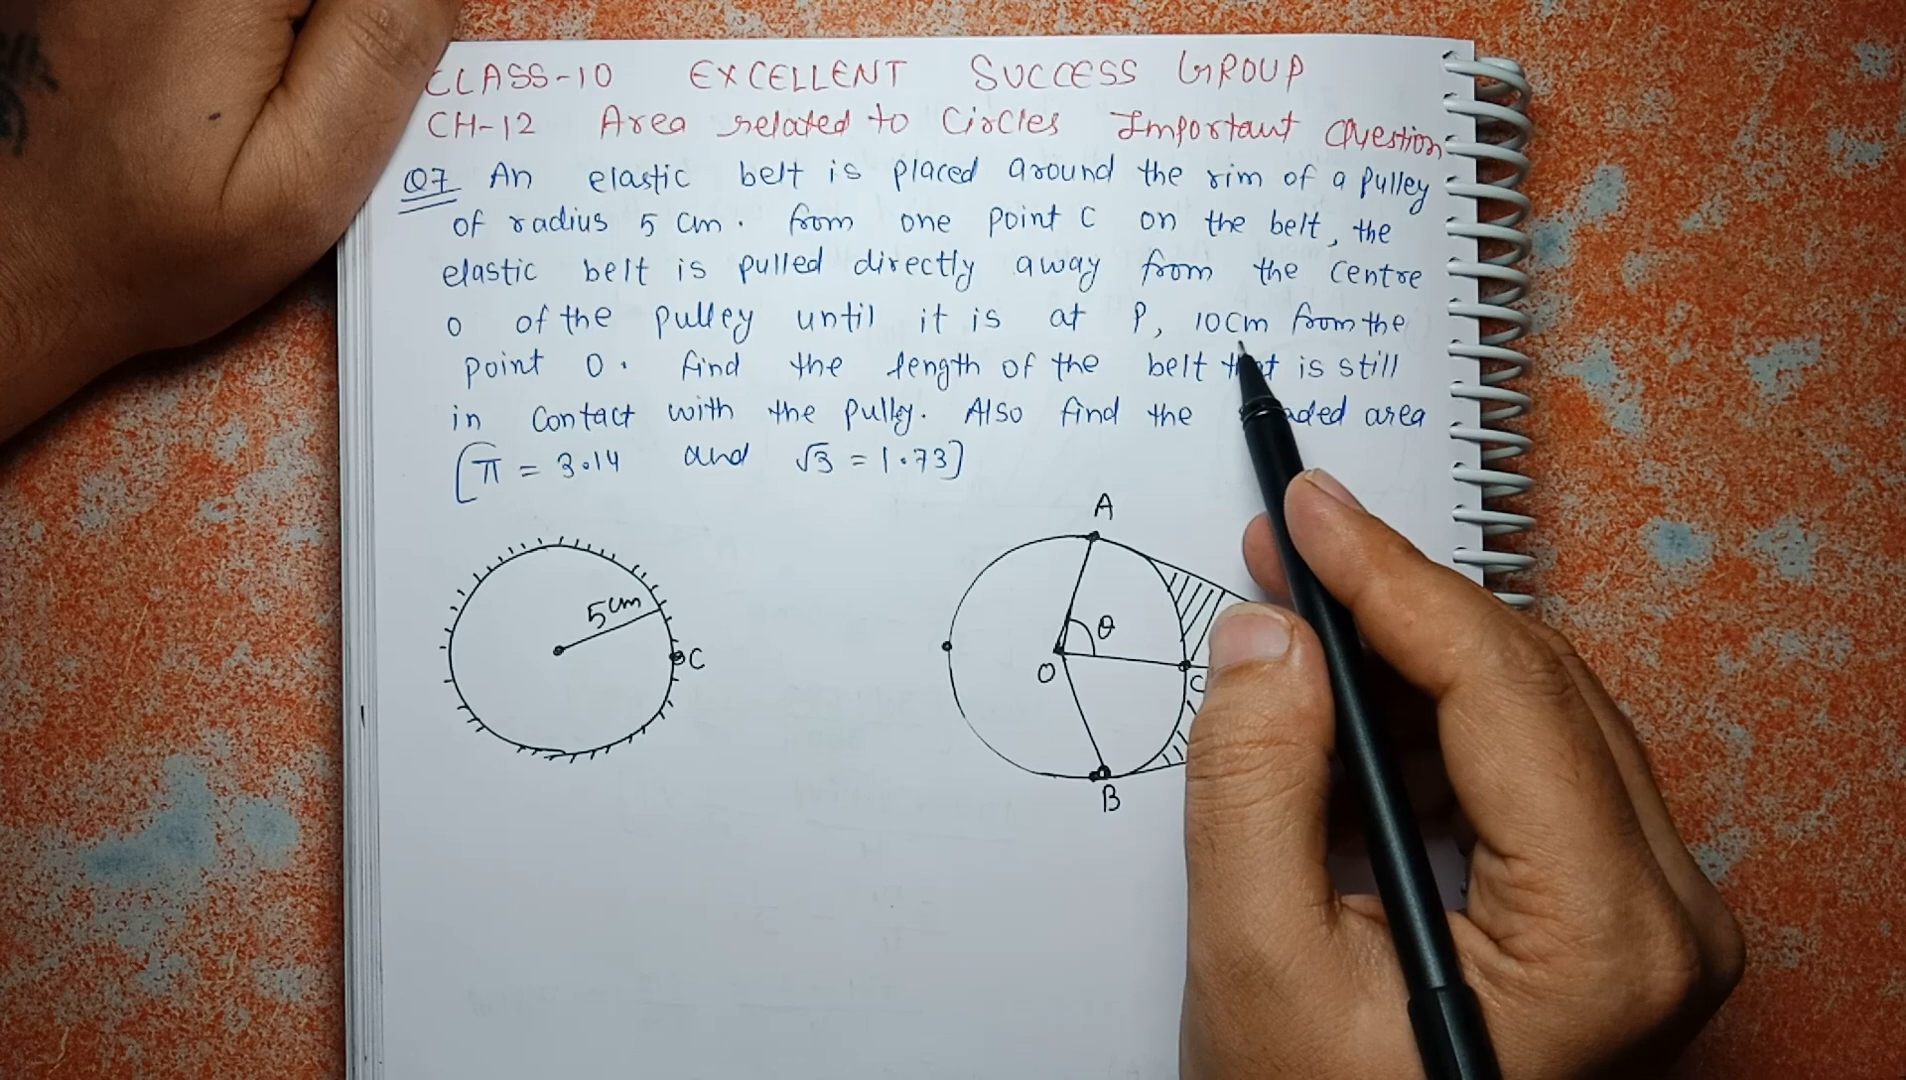 CLASS-10 EXCELLENT SUCCESS GROUP
CH-12 Area related to Circles Important Question
Q7 An elastic belt is placed around the rim of a pulley
of radius 5 cm. from one point C on the belt, the
elastic belt is pulled directly away from the centre
O of the pulley until it is at P, 10cm from the
point O. find the length of the belt that is still
in Contact with the pully. Also find the area
[π = 3.14 and √3 = 1.73]
A
5cm
θ
C
O
C
B